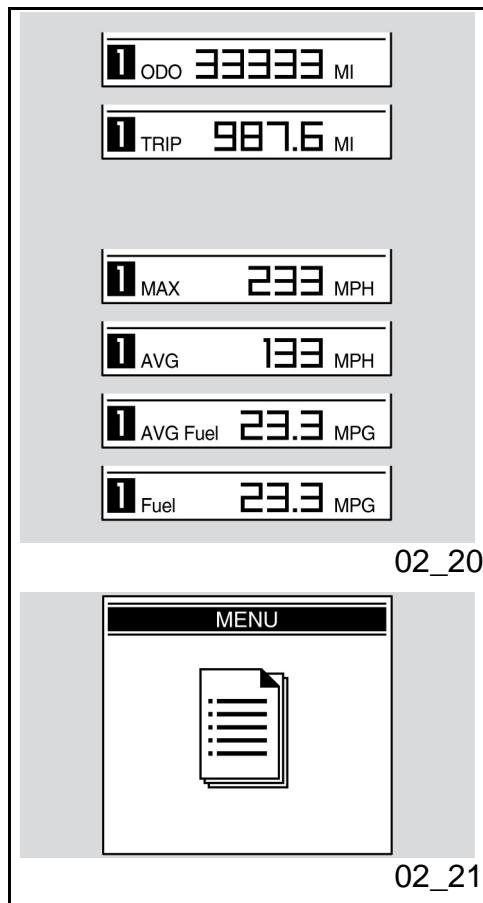 1 ODO 33333 MI
1 TRIP 987.6 MI
1 MAX 233 MPH
1 AVG 133 MPH
1 AVG Fuel 23.3 MPG
1 Fuel 23.3 MPG
02_20
MENU
02_21